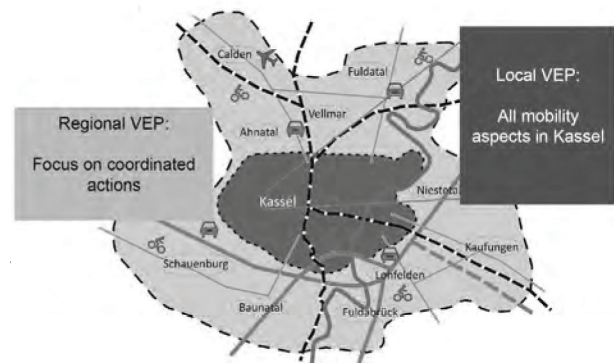 Calden
Fuldatal
Vellmar
Ahnatal
Regional VEP:
Focus on coordinated
actions
Local VEP:
All mobility
aspects in Kassel
Kassel
Niestetal
Kaufungen
Schauenburg
Lohfelden
Baunatal
Fuldabrück